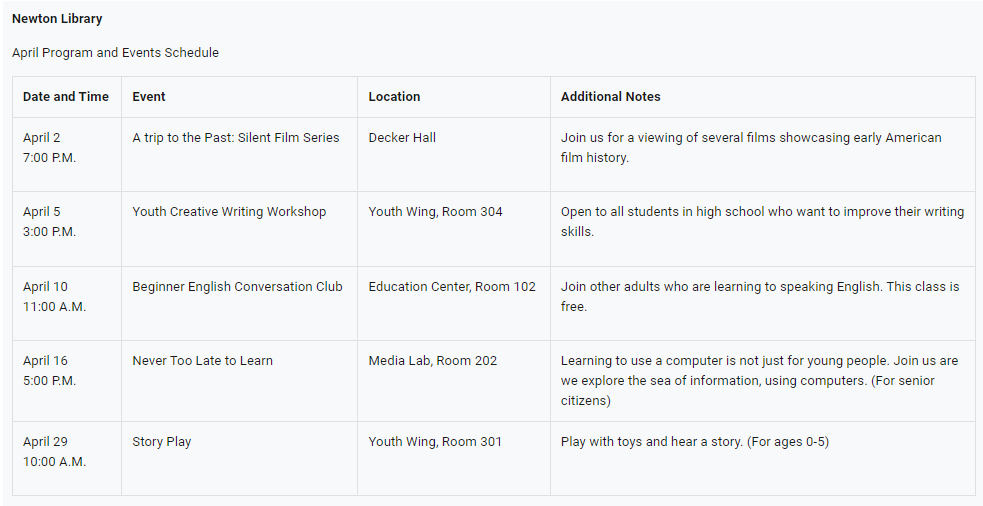 Newton Library
April Program and Events Schedule
Date and Time Event Location Additional Notes
April 2 A trip to the Past: Silent Film Series Decker Hall Join us for a viewing of several films showcasing early American
7:00 P.M. film history.
April 5 Youth Creative Writing Workshop Youth Wing, Room 304 Open to all students in high school who want to improve their writing
3:00 P.M. skills.
April 10 Beginner English Conversation Club Education Center, Room 102 Join other adults who are learning to speaking English. This class is
11:00 A.M. free.
April 16 Never Too Late to Learn Media Lab, Room 202 Learning to use a computer is not just for young people. Join us are
5:00 P.M. we explore the sea of information, using computers. (For senior
citizens)
April 29 Story Play Youth Wing, Room 301 Play with toys and hear a story. (For ages 0-5)
10:00 A.M.